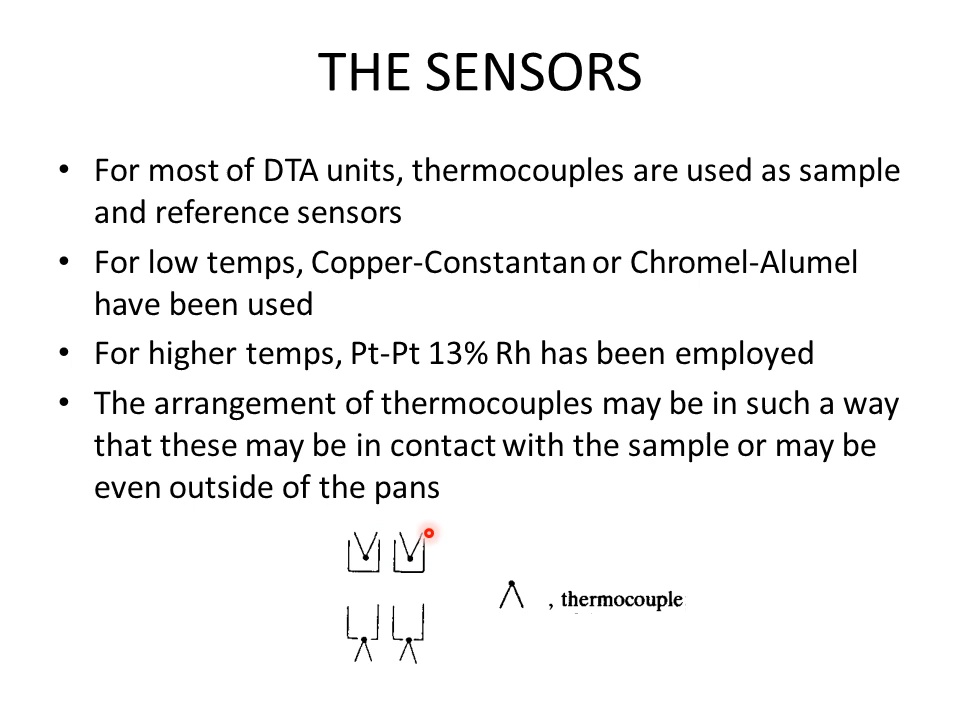 THE SENSORS
• For most of DTA units, thermocouples are used as sample
and reference sensors
• For low temps, Copper-Constantan or Chromel-Alumel
have been used
• For higher temps, Pt-Pt 13% Rh has been employed
• The arrangement of thermocouples may be in such a way
that these may be in contact with the sample or may be
even outside of the pans
, thermocouple